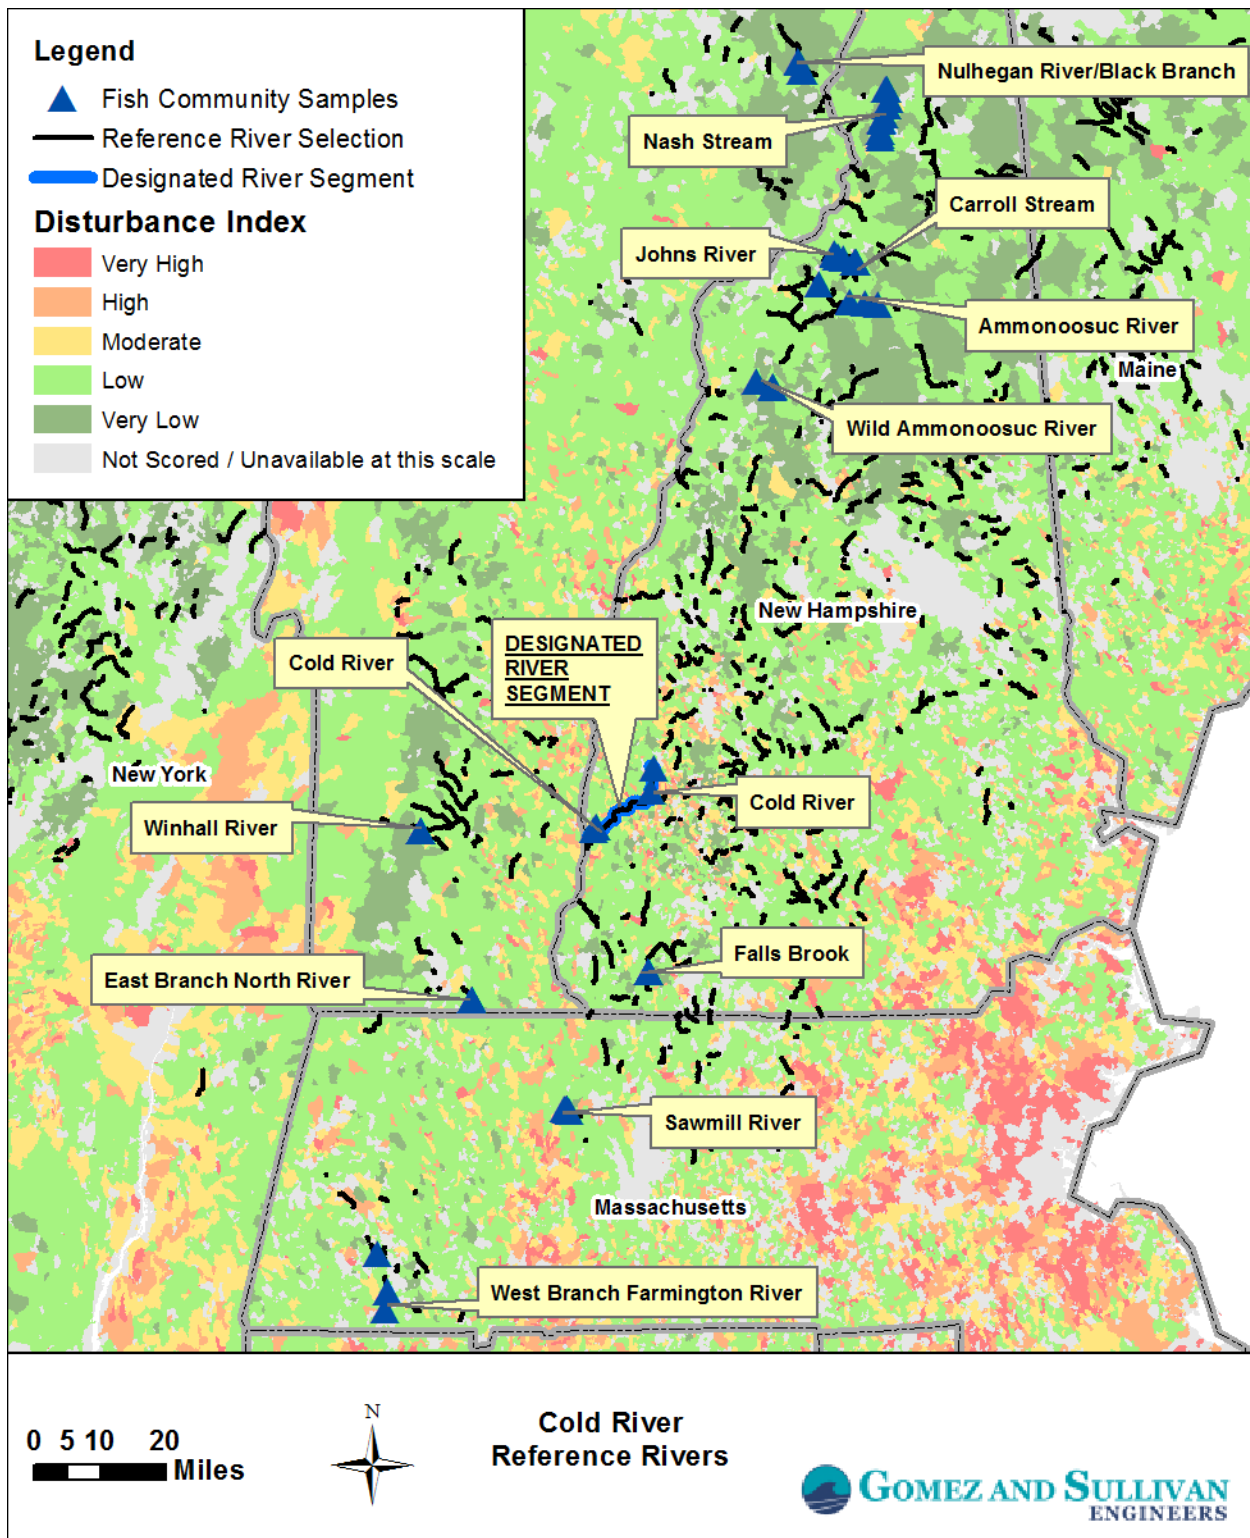 Legend
Fish Community Samples
Reference River Selection
Designated River Segment
Disturbance Index
Very High
High
Moderate
Low
Very Low
Not Scored / Unavailable at this scale
Nulhegan River/Black Branch
Nash Stream
Carroll Stream
Johns River
Ammonoosuc River
Maine
Wild Ammonoosuc River
New Hampshire
DESIGNATED
RIVER
SEGMENT
Cold River
New York
Cold River
Winhall River
Falls Brook
East Branch North River
Sawmill River
Massachusetts
West Branch Farmington River
0 5 10 20
Miles
N
Cold River
Reference Rivers
GOMEZ AND SULLIVAN
ENGINEERS